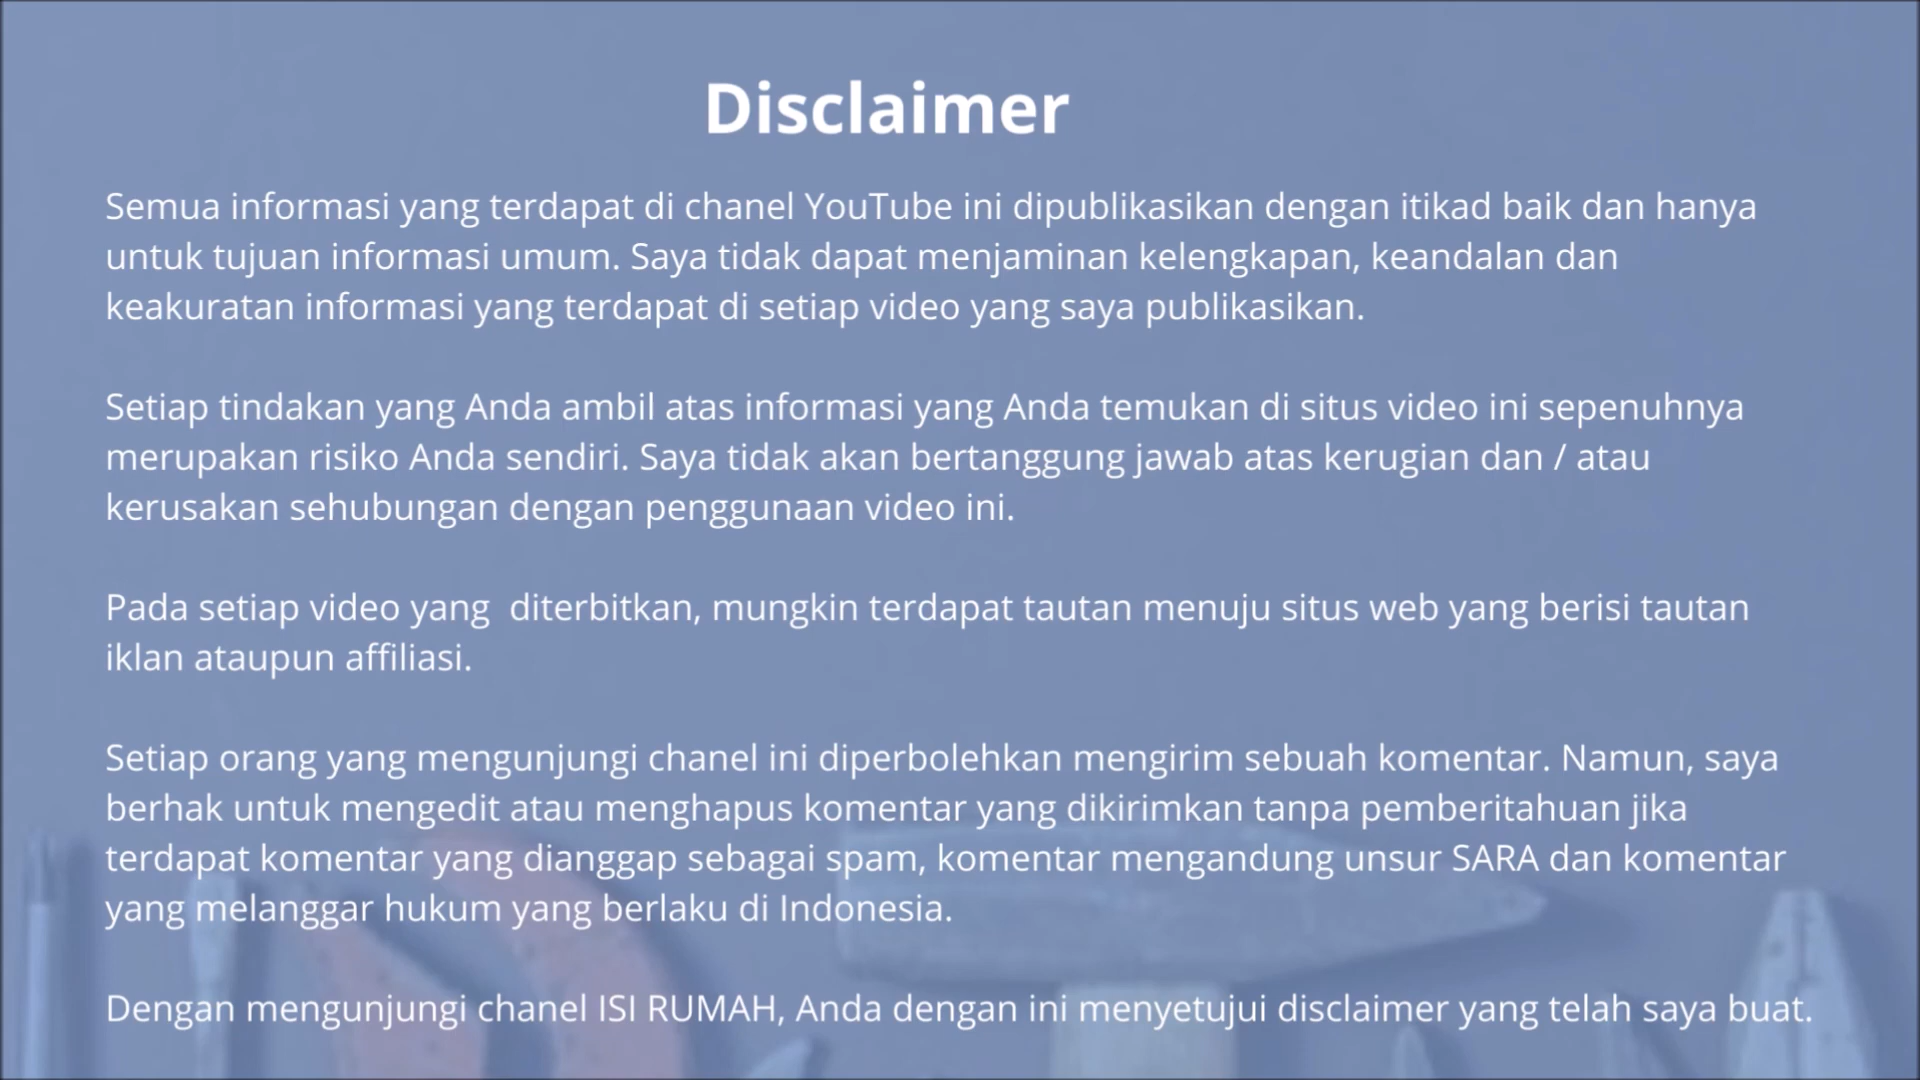 Disclaimer
Semua informasi yang terdapat di chanel YouTube ini dipublikasikan dengan itikad baik dan hanya
untuk tujuan informasi umum. Saya tidak dapat menjaminan kelengkapan, keandalan dan
keakuratan informasi yang terdapat di setiap video yang saya publikasikan.
Setiap tindakan yang Anda ambil atas informasi yang Anda temukan di situs video ini sepenuhnya
merupakan risiko Anda sendiri. Saya tidak akan bertanggung jawab atas kerugian dan / atau
kerusakan sehubungan dengan penggunaan video ini.
Pada setiap video yang  diterbitkan, mungkin terdapat tautan menuju situs web yang berisi tautan
iklan ataupun affiliasi.
Setiap orang yang mengunjungi chanel ini diperbolehkan mengirim sebuah komentar. Namun, saya
berhak untuk mengedit atau menghapus komentar yang dikirimkan tanpa pemberitahuan jika
terdapat komentar yang dianggap sebagai spam, komentar mengandung unsur SARA dan komentar
yang melanggar hukum yang berlaku di Indonesia.
Dengan mengunjungi chanel ISI RUMAH, Anda dengan ini menyetujui disclaimer yang telah saya buat.